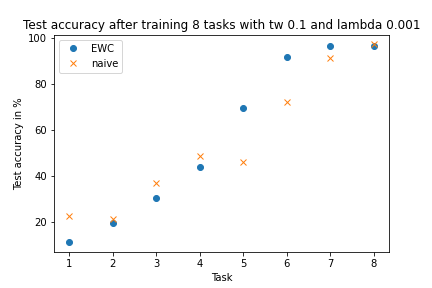 Test accuracy after training 8 tasks with tw 0.1 and lambda 0.001
EWC
naive
Test accuracy in %
100
80
60
40
20
1 2 3 4 5 6 7 8
Task